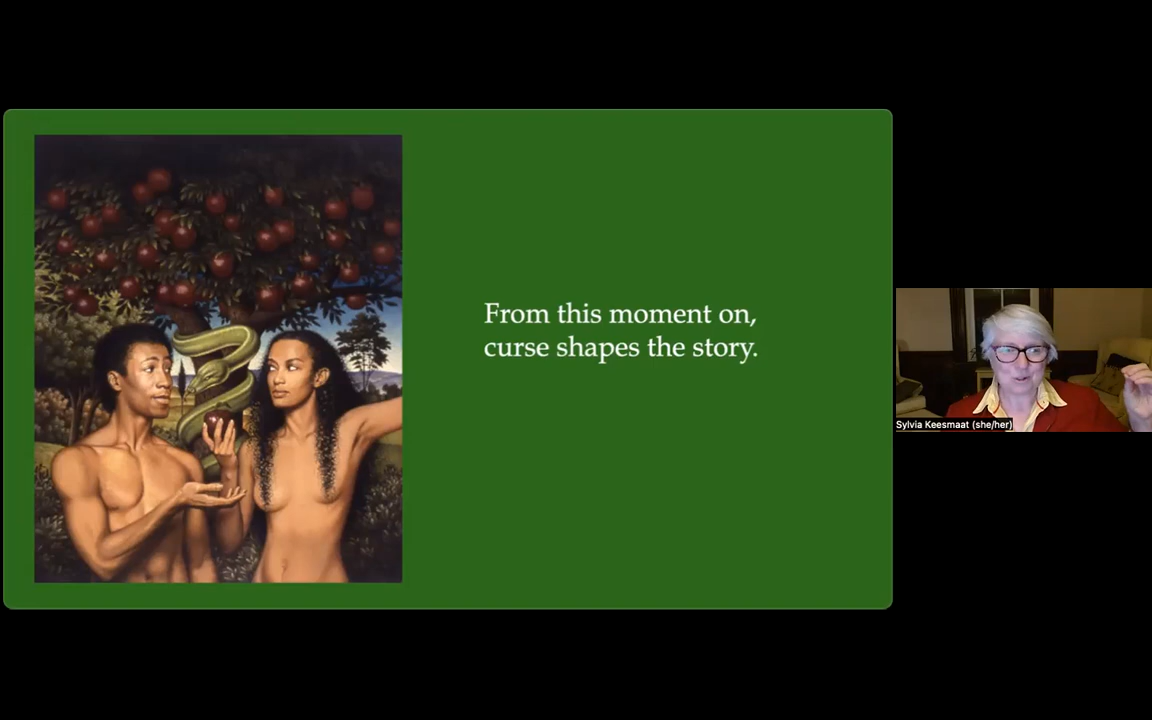 From this moment on,
curse shapes the story.
Sylvia Keesmaat (she/her)